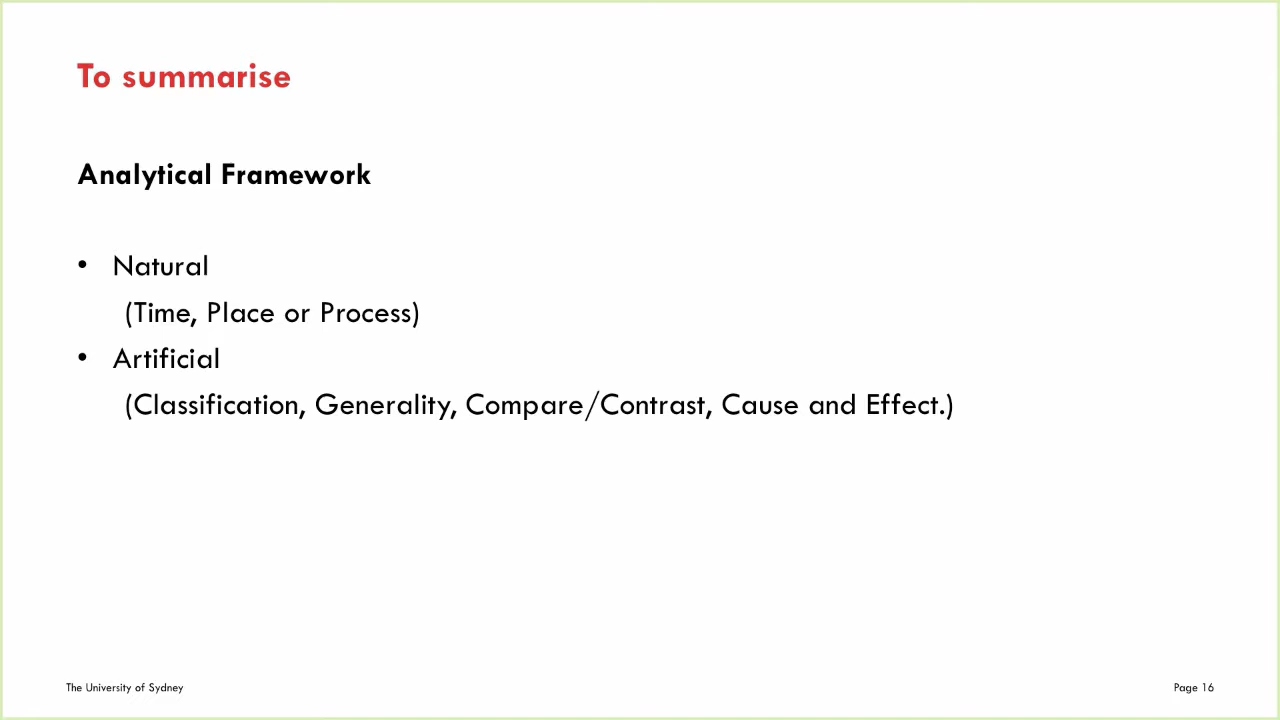 To summarise
Analytical Framework
• Natural
(Time, Place or Process)
• Artificial
(Classification, Generality, Compare/Contrast, Cause and Effect.)
The University of Sydney
Page 16